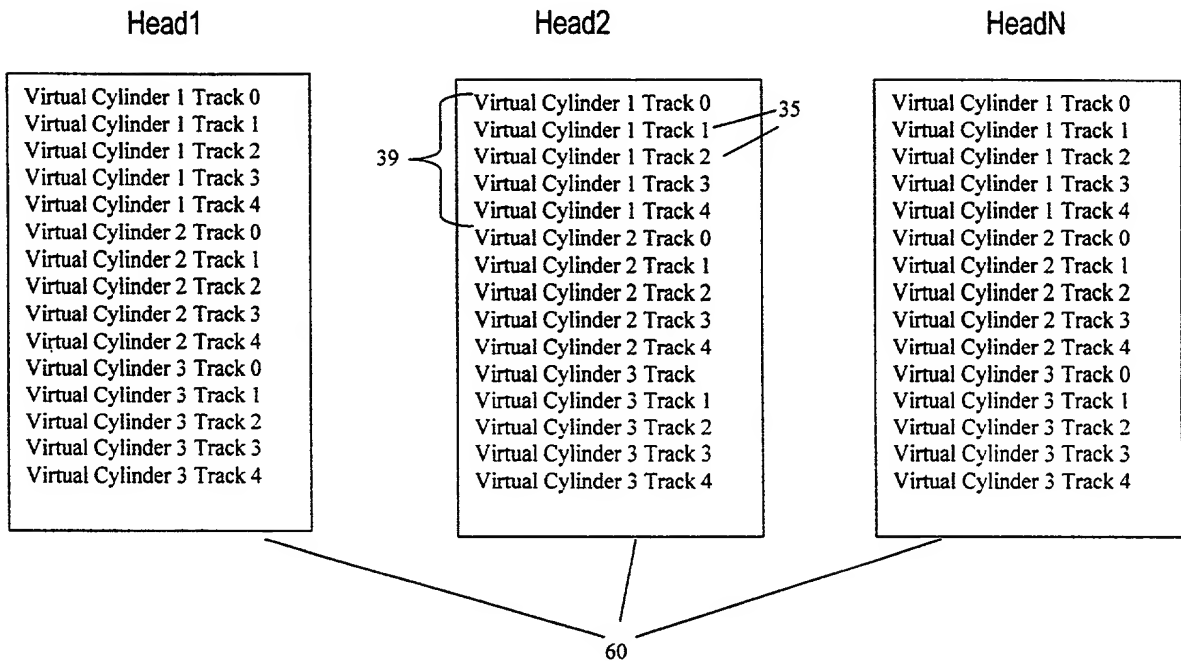 Head1
Virtual Cylinder 1 Track 0
Virtual Cylinder 1 Track 1
Virtual Cylinder 1 Track 2
Virtual Cylinder 1 Track 3
Virtual Cylinder 1 Track 4
Virtual Cylinder 2 Track 0
Virtual Cylinder 2 Track 1
Virtual Cylinder 2 Track 2
Virtual Cylinder 2 Track 3
Virtual Cylinder 2 Track 4
Virtual Cylinder 3 Track 0
Virtual Cylinder 3 Track 1
Virtual Cylinder 3 Track 2
Virtual Cylinder 3 Track 3
Virtual Cylinder 3 Track 4
Head2
39
Virtual Cylinder 1 Track 0
Virtual Cylinder 1 Track 1
Virtual Cylinder 1 Track 2
Virtual Cylinder 1 Track 3
Virtual Cylinder 1 Track 4
Virtual Cylinder 2 Track 0
Virtual Cylinder 2 Track 1
Virtual Cylinder 2 Track 2
Virtual Cylinder 2 Track 3
Virtual Cylinder 2 Track 4
Virtual Cylinder 3 Track
Virtual Cylinder 3 Track 1
Virtual Cylinder 3 Track 2
Virtual Cylinder 3 Track 3
Virtual Cylinder 3 Track 4
35
HeadN
Virtual Cylinder 1 Track 0
Virtual Cylinder 1 Track 1
Virtual Cylinder 1 Track 2
Virtual Cylinder 1 Track 3
Virtual Cylinder 1 Track 4
Virtual Cylinder 2 Track 0
Virtual Cylinder 2 Track 1
Virtual Cylinder 2 Track 2
Virtual Cylinder 2 Track 3
Virtual Cylinder 2 Track 4
Virtual Cylinder 3 Track 0
Virtual Cylinder 3 Track 1
Virtual Cylinder 3 Track 2
Virtual Cylinder 3 Track 3
Virtual Cylinder 3 Track 4
60